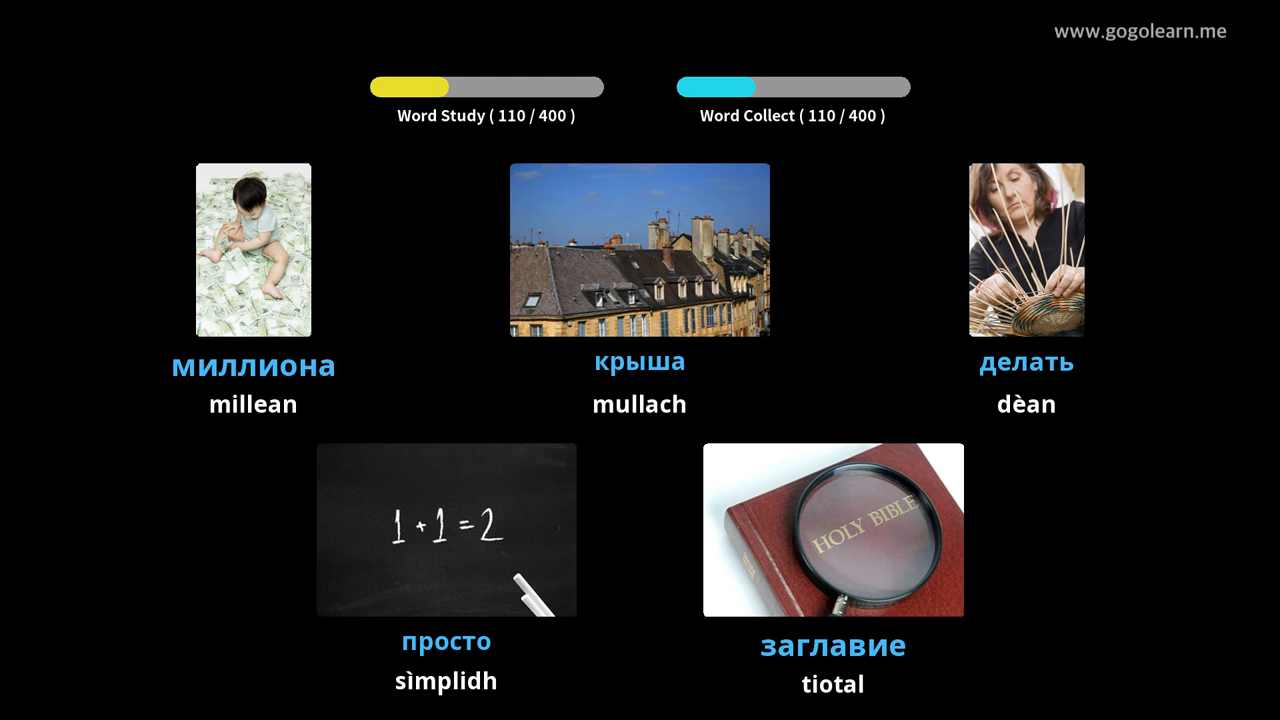 www.gogolearn.me
Word Study ( 110 / 400 )
Word Collect ( 110 / 400 )
миллиона
millean
крыша
mullach
делать
dèan
1 + 1 = 2
HOLY BIBLE
просто
sìmplidh
заглавие
tiotal